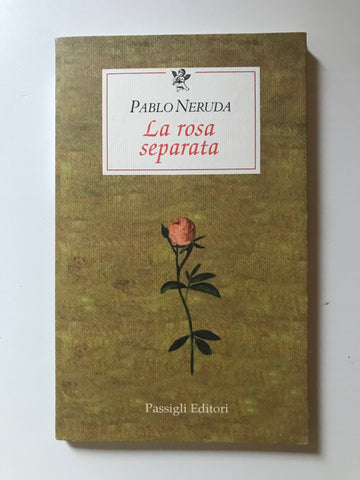 PABLO NERUDA
La rosa
separata
Passigli Editori